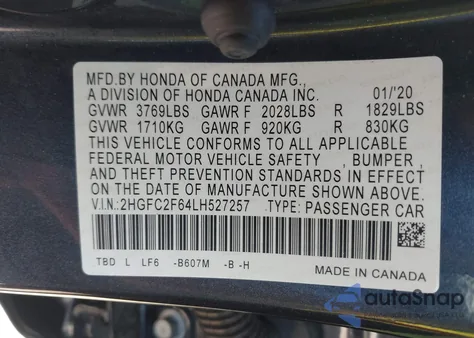 MFD.BY HONDA OF CANADA MFG.,
A DIVISION OF HONDA CANADA INC. 01/'20
GVWR 3769LBS GAWR F 2028LBS R 1829LBS
GVWR 1710KG GAWR F 920KG R 830KG
THIS VEHICLE CONFORMS TO ALL APPLICABLE
FEDERAL MOTOR VEHICLE SAFETY , BUMPER ,
AND THEFT PREVENTION STANDARDS IN EFFECT
ON THE DATE OF MANUFACTURE SHOWN ABOVE.
V.I.N:2HGFC2F64LH527257 TYPE:PASSENGER CAR
TBD L LF6 -B607M -B -H
MADE IN CANADA
autoSnap